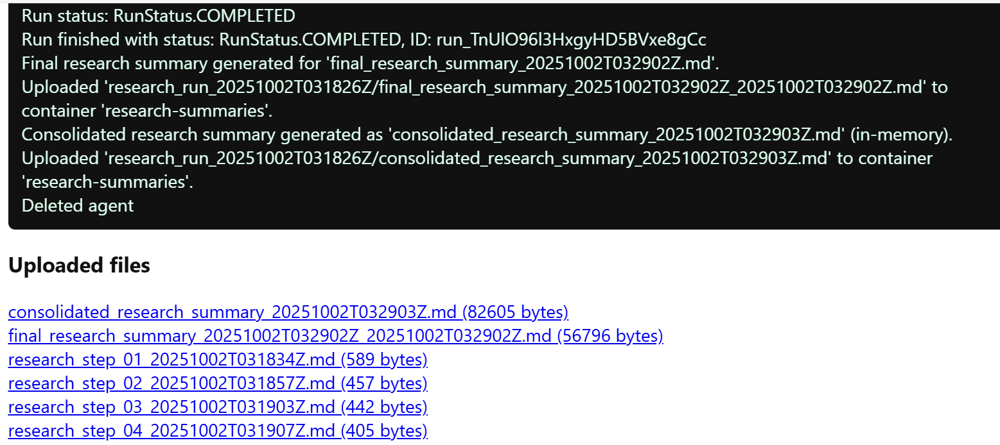 Run status: RunStatus.COMPLETED
Run finished with status: RunStatus.COMPLETED, ID: run_TnUlO96l3HxgyHD5BVxe8gCc
Final research summary generated for 'final_research_summary_20251002T032902Z.md'.
Uploaded 'research_run_20251002T031826Z/final_research_summary_20251002T032902Z_20251002T032902Z.md' to
container 'research-summaries'.
Consolidated research summary generated as 'consolidated_research_summary_20251002T032903Z.md' (in-memory).
Uploaded 'research_run_20251002T031826Z/consolidated_research_summary_20251002T032903Z.md' to container
'research-summaries'.
Deleted agent
Uploaded files
consolidated_research_summary_20251002T032903Z.md (82605 bytes)
final_research_summary_20251002T032902Z_20251002T032902Z.md (56796 bytes)
research_step_01_20251002T031834Z.md (589 bytes)
research_step_02_20251002T031857Z.md (457 bytes)
research_step_03_20251002T031903Z.md (442 bytes)
research_step_04_20251002T031907Z.md (405 bytes)